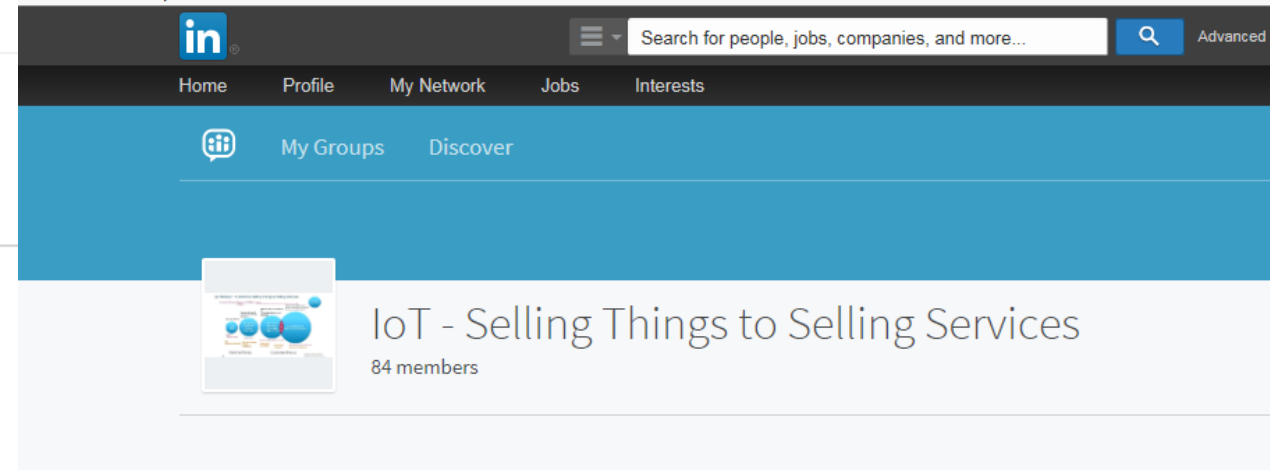 in ®
Search for people, jobs, companies, and more...
Advanced
Home Profile My Network Jobs Interests
My Groups Discover
IoT - Selling Things to Selling Services
84 members